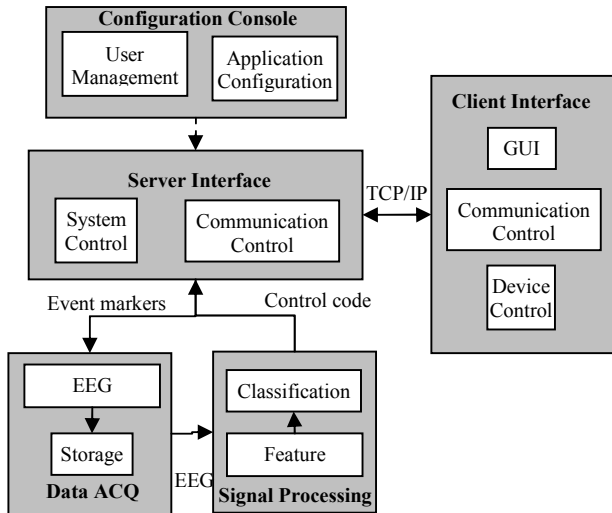 Configuration Console
User
Management
Application
Configuration
Server Interface
System
Control
Communication
Control
TCP/IP
Client Interface
GUI
Communication
Control
Device
Control
Event markers
Control code
EEG
Storage
Data ACQ
EEG
Classification
Feature
Signal Processing